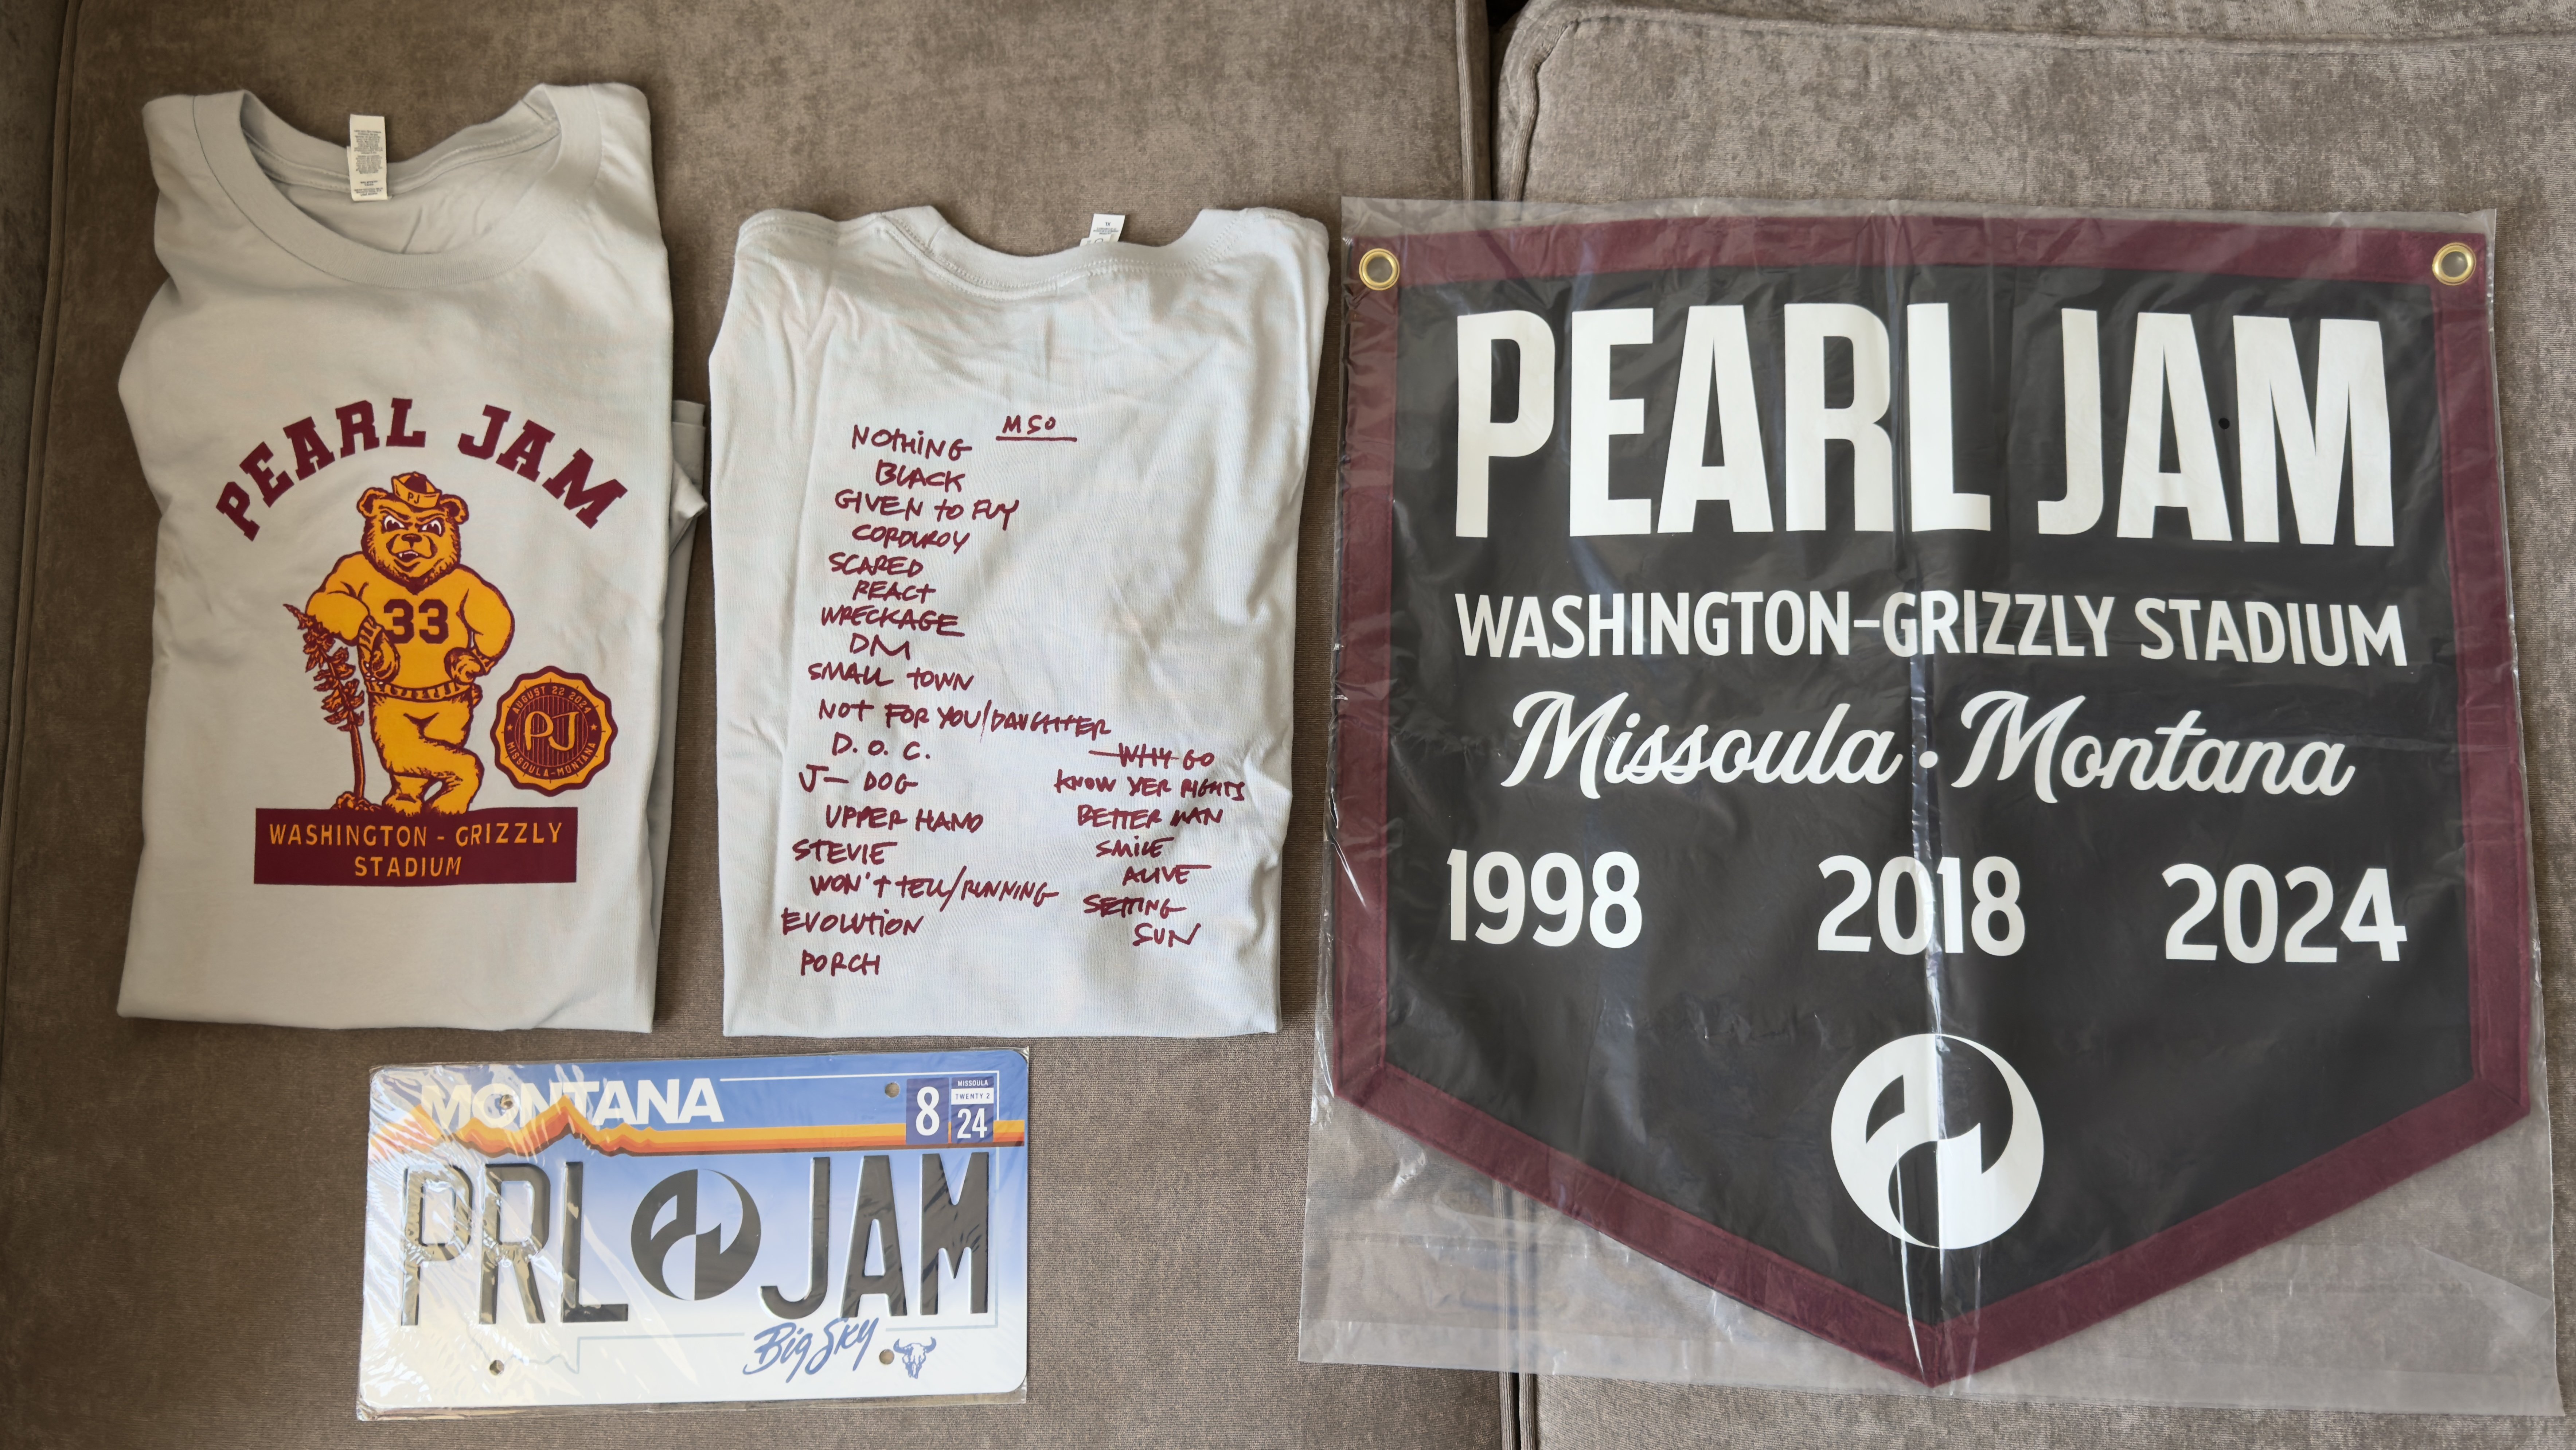 PEARL JAM
PJ
33
AUGUST 22 2024
PJ
MISSOULA-MONTANA
WASHINGTON - GRIZZLY
STADIUM
MSO
NOTHING
BLACK
GIVEN to FLY
CORDUROY
SCARED
REACT
WRECKAGE
DM
SMALL TOWN
NOT FOR YOU/DAUGHTER
D.O.C.
J— DOG
UPPER HAND
STEVIE
WON'T TELL/RUNNING
EVOLUTION
PORCH
WHY GO
KNOW YER RIGHTS
BETTER MAN
SMILE
ALIVE
SETTING
SUN
PEARL JAM
WASHINGTON-GRIZZLY STADIUM
Missoula · Montana
1998 2018 2024
MONTANA
8
MISSOULA
TWENTY 2
24
PRL JAM
Big Sky